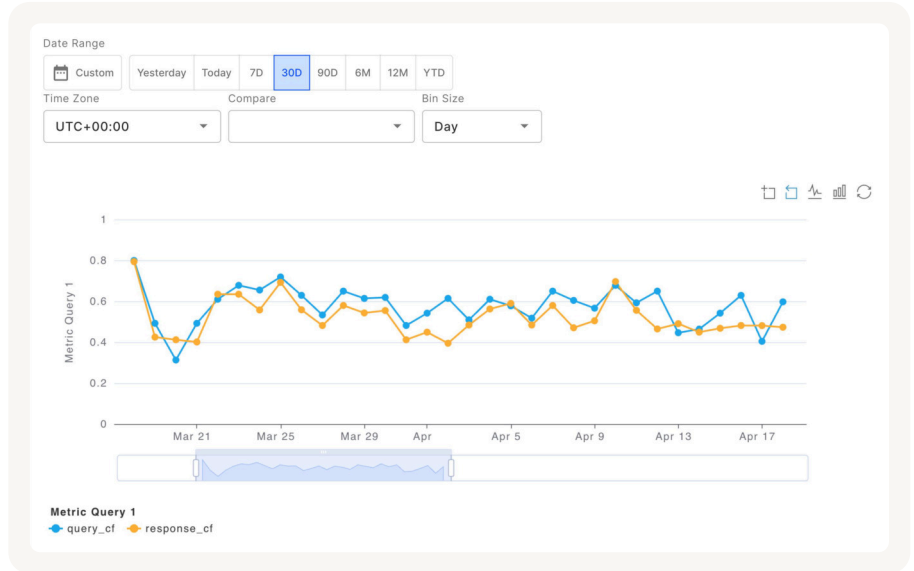 Date Range
Custom Yesterday Today 7D 30D 90D 6M 12M YTD
Time Zone Compare Bin Size
UTC+00:00 Day
1
0.8
0.6
0.4
0.2
0
Metric Query 1
Mar 21 Mar 25 Mar 29 Apr Apr 5 Apr 9 Apr 13 Apr 17
Metric Query 1
query_cf response_cf